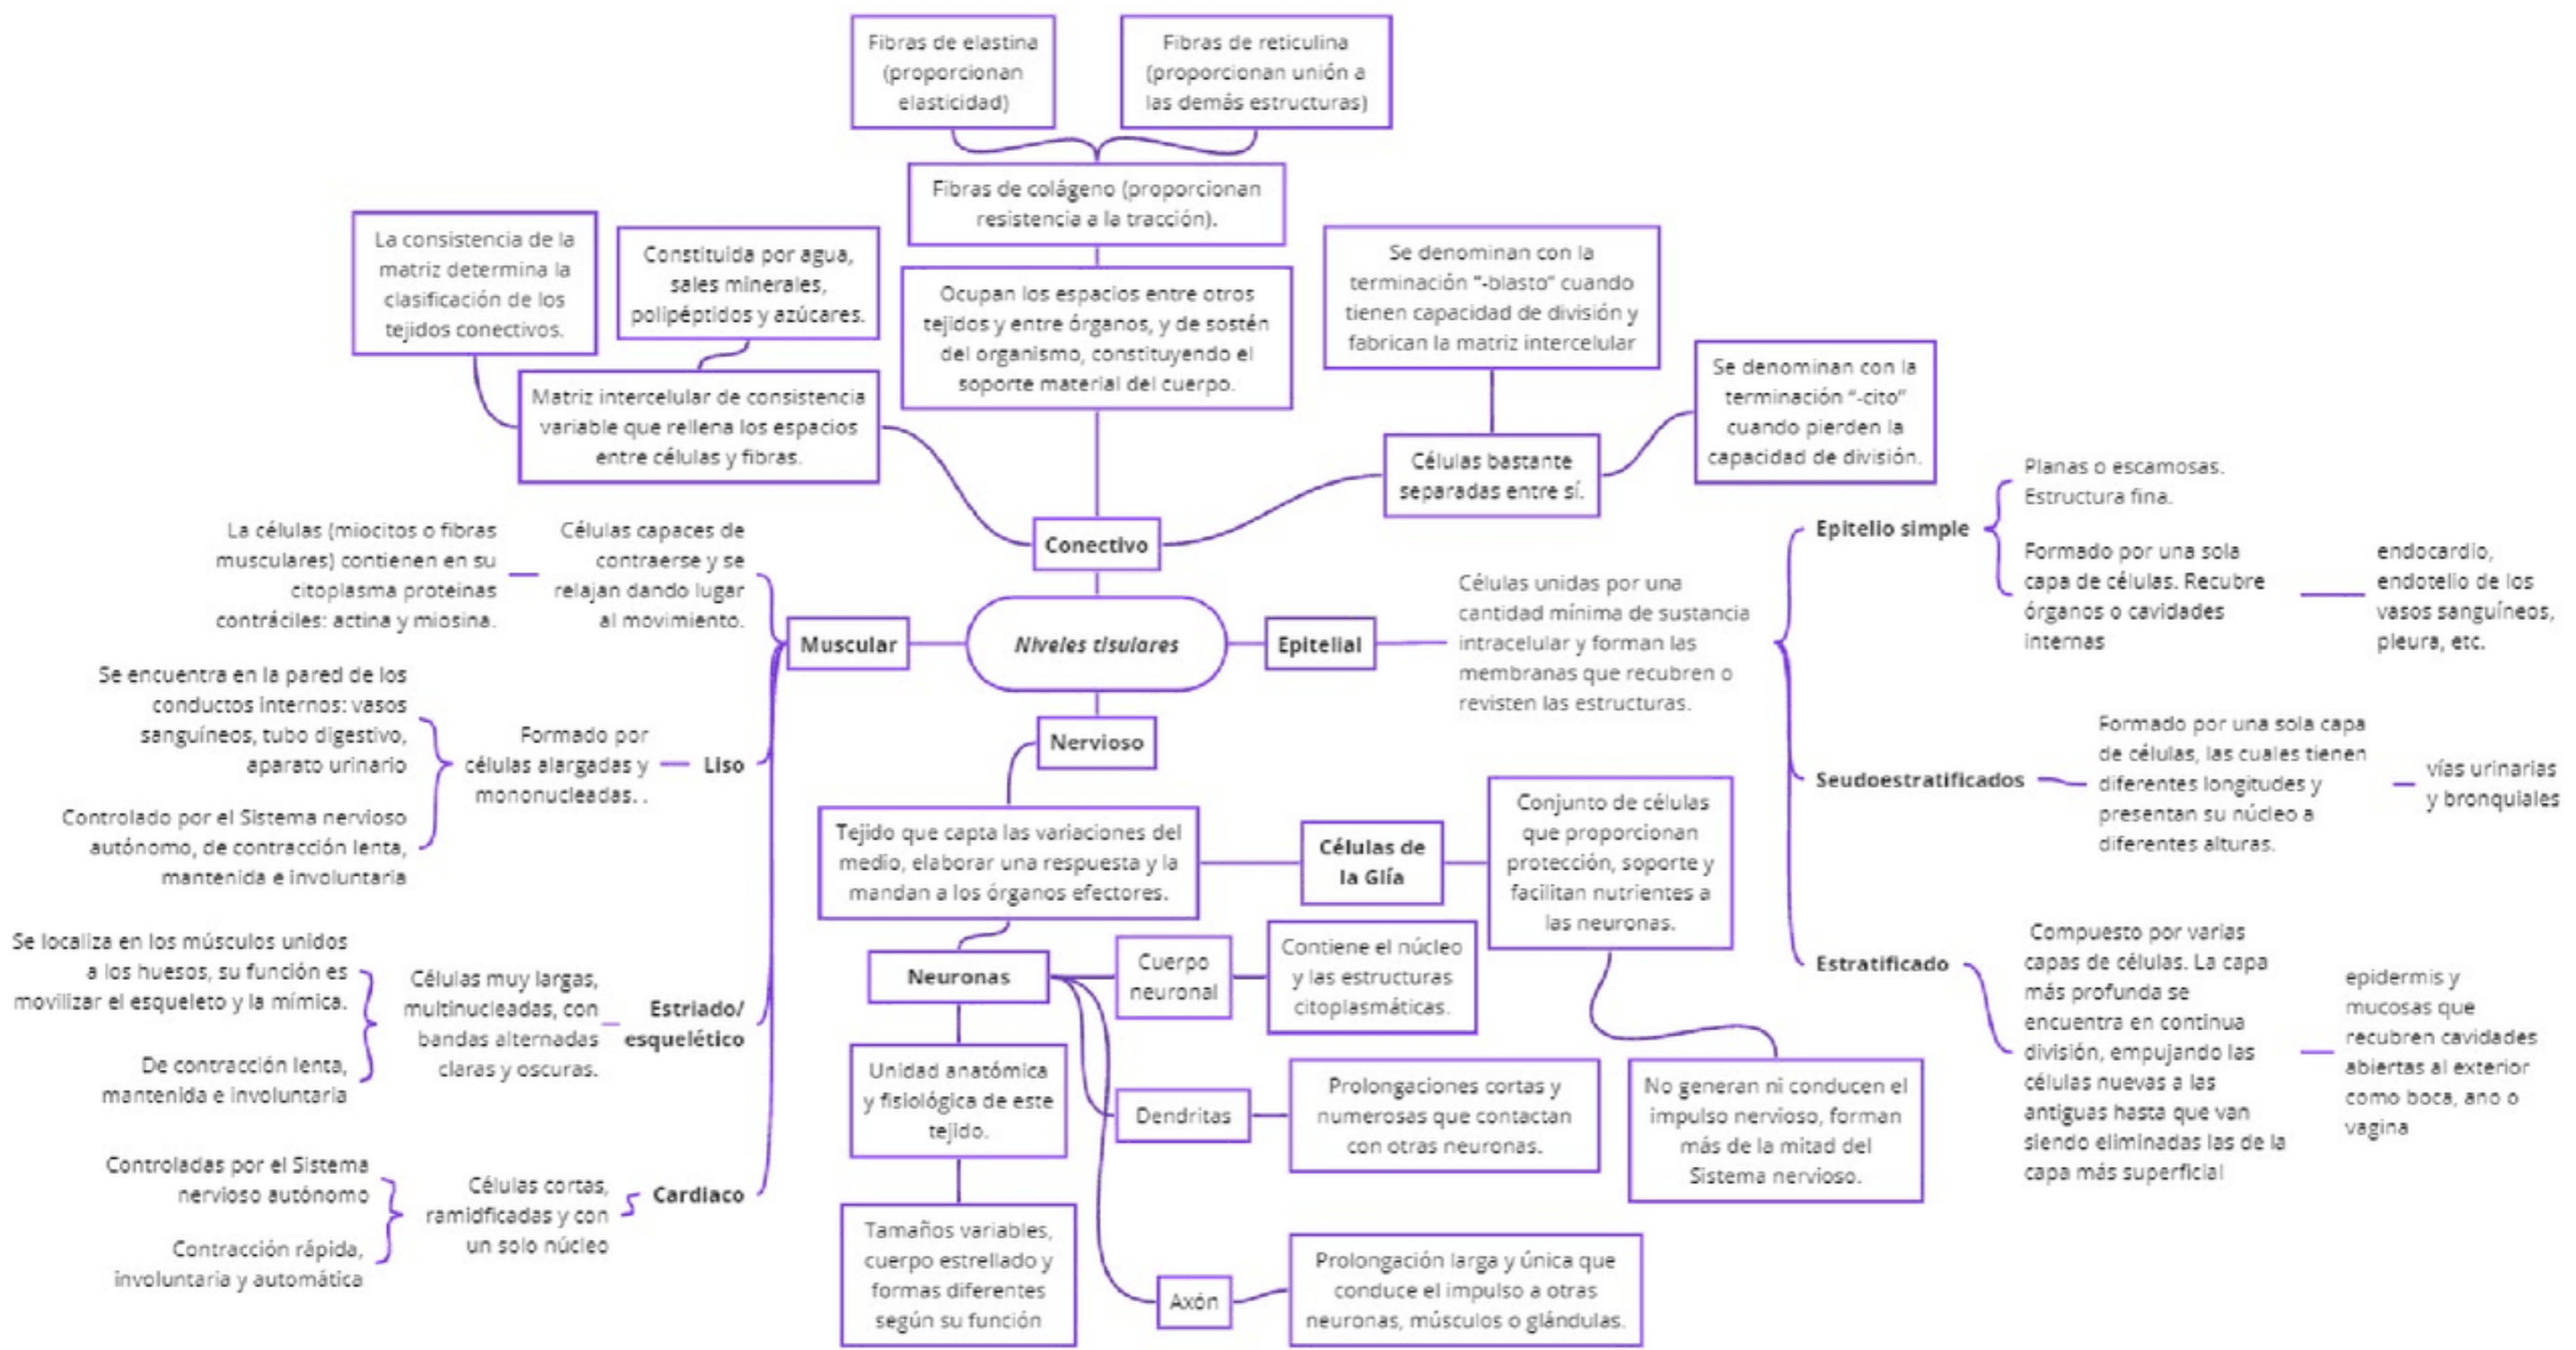 Fibras de elastina
(proporcionan
elasticidad)
Fibras de reticulina
(proporcionan unión a
las demás estructuras)
Fibras de colágeno (proporcionan
resistencia a la tracción).
La consistencia de la
matriz determina la
clasificación de los
tejidos conectivos.
Constituida por agua,
sales minerales,
polipéptidos y azúcares.
Ocupan los espacios entre otros
tejidos y entre órganos, y de sostén
del organismo, constituyendo el
soporte material del cuerpo.
Se denominan con la
terminación "-blasto" cuando
tienen capacidad de división y
fabrican la matriz intercelular
Se denominan con la
terminación "-cito"
cuando pierden la
capacidad de división.
Matriz intercelular de consistencia
variable que rellena los espacios
entre células y fibras.
Células bastante
separadas entre sí.
Conectivo
Niveles tisulares
Muscular
Células capaces de
contraerse y se
relajan dando lugar
al movimiento.
La células (miocitos o fibras
musculares) contienen en su
citoplasma proteinas
contráciles: actina y miosina.
Liso
Formado por
células alargadas y
mononucleadas. .
Se encuentra en la pared de los
conductos internos: vasos
sanguíneos, tubo digestivo,
aparato urinario
Controlado por el Sistema nervioso
autónomo, de contracción lenta,
mantenida e involuntaria
Estriado/
esquelético
Células muy largas,
multinucleadas, con
bandas alternadas
claras y oscuras.
Se localiza en los músculos unidos
a los huesos, su función es
movilizar el esqueleto y la mímica.
De contracción lenta,
mantenida e involuntaria
Cardiaco
Células cortas,
ramidficadas y con
un solo núcleo
Controladas por el Sistema
nervioso autónomo
Contracción rápida,
involuntaria y automática
Epitelial
Células unidas por una
cantidad mínima de sustancia
intracelular y forman las
membranas que recubren o
revisten las estructuras.
Epitelio simple
Planas o escamosas.
Estructura fina.
Formado por una sola
capa de células. Recubre
órganos o cavidades
internas
endocardio,
endotelio de los
vasos sanguíneos,
pleura, etc.
Seudoestratificados
Formado por una sola capa
de células, las cuales tienen
diferentes longitudes y
presentan su núcleo a
diferentes alturas.
vías urinarias
y bronquiales
Estratificado
Compuesto por varias
capas de células. La capa
más profunda se
encuentra en continua
división, empujando las
células nuevas a las
antiguas hasta que van
siendo eliminadas las de la
capa más superficial
epidermis y
mucosas que
recubren cavidades
abiertas al exterior
como boca, ano o
vagina
Nervioso
Tejido que capta las variaciones del
medio, elaborar una respuesta y la
mandan a los órganos efectores.
Células de
la Glía
Conjunto de células
que proporcionan
protección, soporte y
facilitan nutrientes a
las neuronas.
No generan ni conducen el
impulso nervioso, forman
más de la mitad del
Sistema nervioso.
Neuronas
Unidad anatómica
y fisiológica de este
tejido.
Tamaños variables,
cuerpo estrellado y
formas diferentes
según su función
Cuerpo
neuronal
Contiene el núcleo
y las estructuras
citoplasmáticas.
Dendritas
Prolongaciones cortas y
numerosas que contactan
con otras neuronas.
Axón
Prolongación larga y única que
conduce el impulso a otras
neuronas, músculos o glándulas.